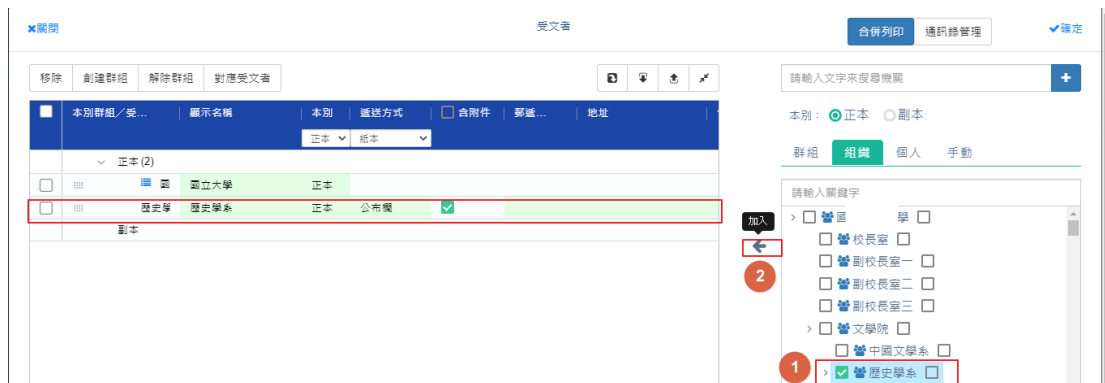 ✖關閉
受文者
合併列印 通訊錄管理
✔確定
移除 創建群組 解除群組 對應受文者
請輸入文字來搜尋機關
+
本別群組／受... 顯示名稱 本別 遞送方式 含附件 郵遞... 地址
正本 紙本
本別： 正本 副本
群組 組織 個人 手動
正本 (2)
國 國立大學 正本
歷史學 歷史學系 正本 公布欄
副本
請輸入關鍵字
加入
2
國 學
校長室
副校長室一
副校長室二
副校長室三
文學院
中國文學系
1
歷史學系